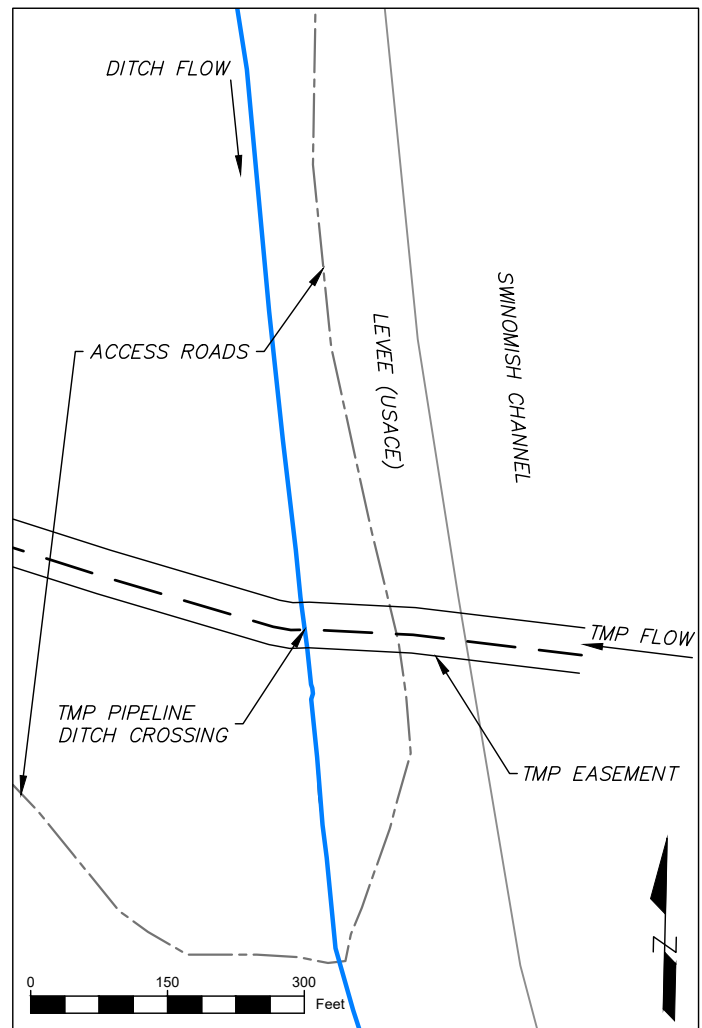 DITCH FLOW
ACCESS ROADS
LEVEE (USACE)
SWINOMISH CHANNEL
TMP FLOW
TMP PIPELINE
DITCH CROSSING
TMP EASEMENT
0 150 300
Feet
N